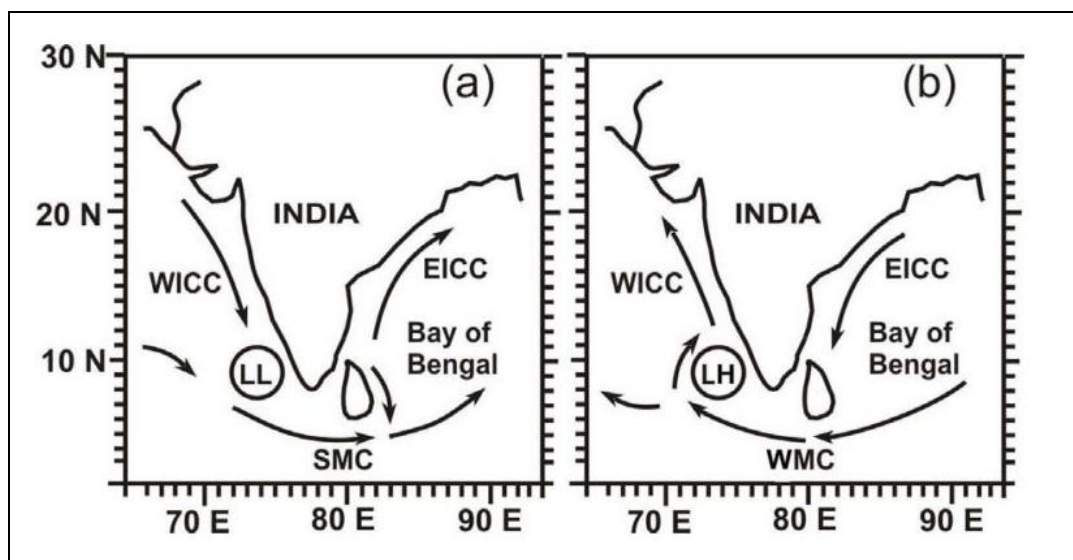 30 N
(a)
(b)
INDIA
INDIA
20 N
WICC
EICC
WICC
EICC
Bay of
Bengal
Bay of
Bengal
10 N
LL
LH
SMC
WMC
70 E
80 E
90 E
70 E
80 E
90 E